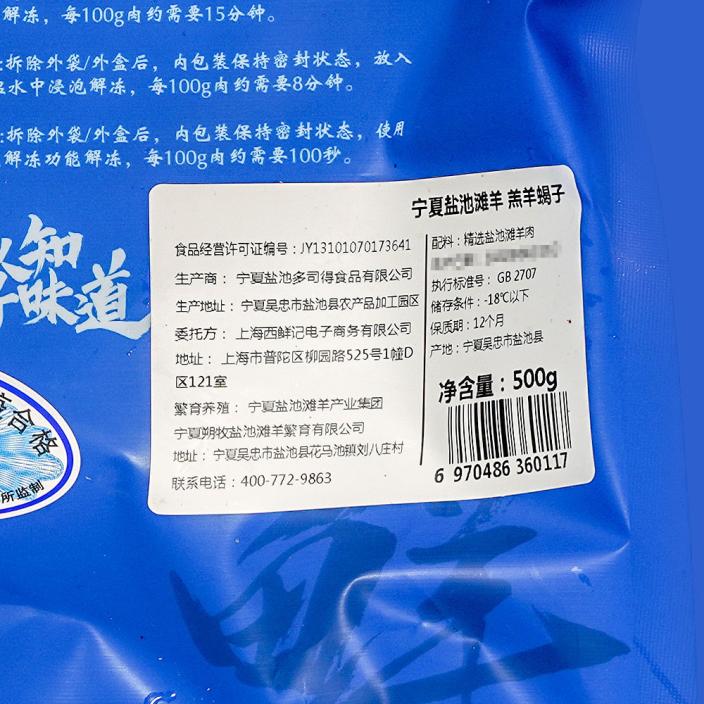 解冻，每100g肉约需要15分钟。
:拆除外袋/外盒后，内包装保持密封状态，放入
水中浸泡解冻，每100g肉约需要8分钟。
:拆除外袋/外盒后，内包装保持密封状态，使用
解冻功能解冻，每100g肉约需要100秒。
知
味道
合格
所监制
宁夏盐池滩羊 羔羊蝎子
食品经营许可证编号：JY13101070173641
生产商： 宁夏盐池多司得食品有限公司
生产地址：宁夏吴忠市盐池县农产品加工园区
委托方： 上海西鲜记电子商务有限公司
地址： 上海市普陀区柳园路525号1幢D
区121室
繁育养殖： 宁夏盐池滩羊产业集团
宁夏朔牧盐池滩羊繁育有限公司
地址： 宁夏吴忠市盐池县花马池镇刘八庄村
联系电话：400-772-9863
配料：精选盐池滩羊肉
执行标准号： GB 2707
储存条件：-18℃以下
保质期：12个月
产地：宁夏吴忠市盐池县
净含量：500g
6 970486 360117